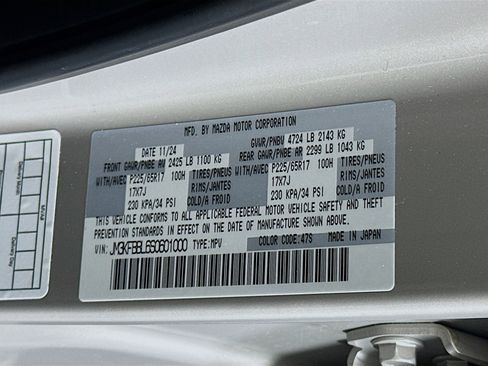 MFD. BY MAZDA MOTOR CORPORATION
DATE 11/24 GVWR/PNBV 4724 LB 2143 KG
FRONT GAWR/PNBE AV 2425 LB 1100 KG REAR GAWR/PNBE AR 2299 LB 1043 KG
WITH/AVEC P225/65R17 100H TIRES/PNEUS WITH/AVEC P225/65R17 100H TIRES/PNEUS
17X7J RIMS/JANTES 17X7J RIMS/JANTES
230 KPA/34 PSI COLD/A FROID 230 KPA/34 PSI COLD/A FROID
THIS VEHICLE CONFORMS TO ALL APPLICABLE FEDERAL MOTOR VEHICLE SAFETY AND THEFT
PREVENTION STANDARDS IN EFFECT ON THE DATE OF MANUFACTURE SHOWN ABOVE.
VIN: JM3KFBBL6S0601000 TYPE: MPV COLOR CODE: 47S MADE IN JAPAN